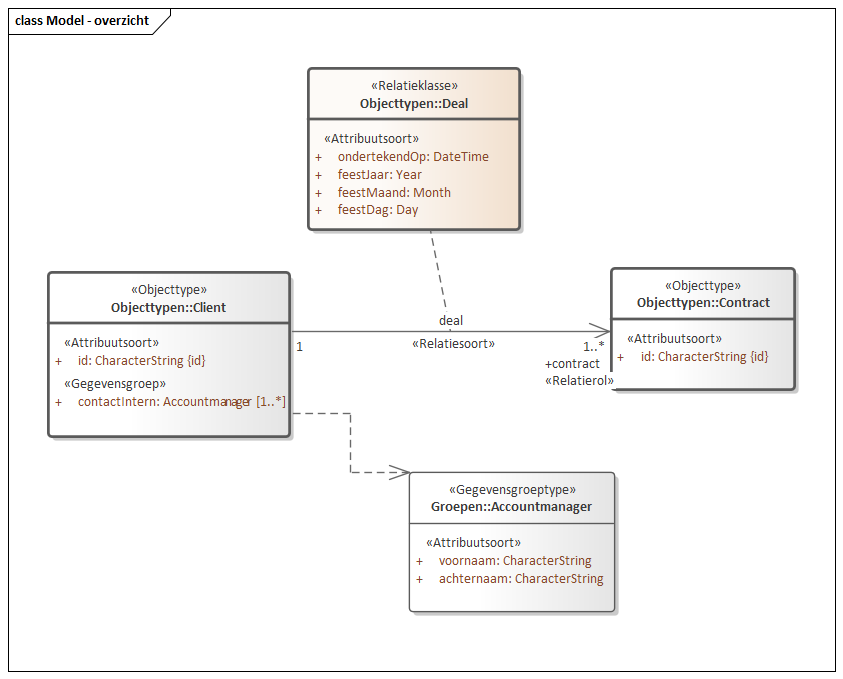 class Model - overzicht
«Relatieklasse»
Objecttypen::Deal
«Attribuutsoort»
+ ondertekendOp: DateTime
+ feestJaar: Year
+ feestMaand: Month
+ feestDag: Day
«Objecttype»
Objecttypen::Client
«Attribuutsoort»
+ id: CharacterString {id}
«Gegevensgroep»
+ contactIntern: Accountmanager [1..*]
deal
«Relatiesoort»
1
1..*
+contract
«Relatierol»
«Objecttype»
Objecttypen::Contract
«Attribuutsoort»
+ id: CharacterString {id}
«Gegevensgroeptype»
Groepen::Accountmanager
«Attribuutsoort»
+ voornaam: CharacterString
+ achternaam: CharacterString